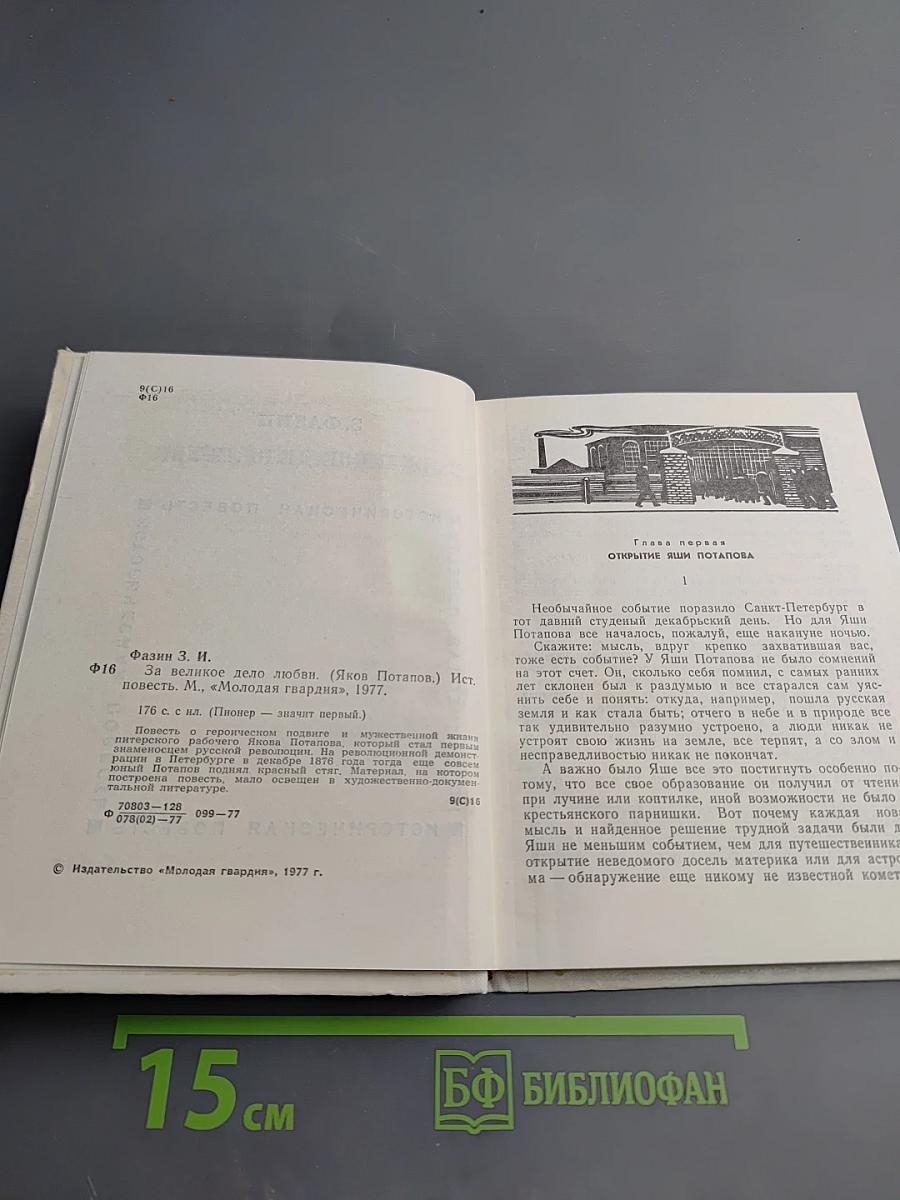 9(С)16
Ф16
Фазин З. И.
Ф16 За великое дело любви. (Яков Потапов.) Ист.
повесть. М., «Молодая гвардия», 1977.
176 с. с ил. (Пионер — значит первый.)
Повесть о героическом подвиге и мужественной жизни
питерского рабочего Якова Потапова, который стал первым
знаменосцем русской революции. На революционной демонст-
рации в Петербурге в декабре 1876 года тогда еще совсем
юный Потапов поднял красный стяг. Материал, на котором
построена повесть, мало освещен в художественно-докумен-
тальной литературе.
9(С)16
Ф 70803—128
078(02)—77 099—77
© Издательство «Молодая гвардия», 1977 г.
Глава первая
ОТКРЫТИЕ ЯШИ ПОТАПОВА
1
Необычайное событие поразило Санкт-Петербург в
тот давний студеный декабрьский день. Но для Яши
Потапова все началось, пожалуй, еще накануне ночью.
Скажите: мысль, вдруг крепко захватившая вас,
тоже есть событие? У Яши Потапова не было сомнений
на этот счет. Он, сколько себя помнил, с самых ранних
лет склонен был к раздумью и все старался сам уяс-
нить себе и понять: откуда, например, пошла русская
земля и как стала быть; отчего в небе и в природе все
так удивительно разумно устроено, а люди никак не
устроят свою жизнь на земле, все терпят, а со злом и
несправедливостью никак не покончат.
А важно было Яше все это постигнуть особенно по-
тому, что все свое образование он получил от чтени
при лучине или коптилке, иной возможности не было
крестьянского парнишки. Вот почему каждая нова
мысль и найденное решение трудной задачи были д
Яши не меньшим событием, чем для путешественника
открытие неведомого досель материка или для астро
ма — обнаружение еще никому не известной комет
15 см
БФ БИБЛИОФАН